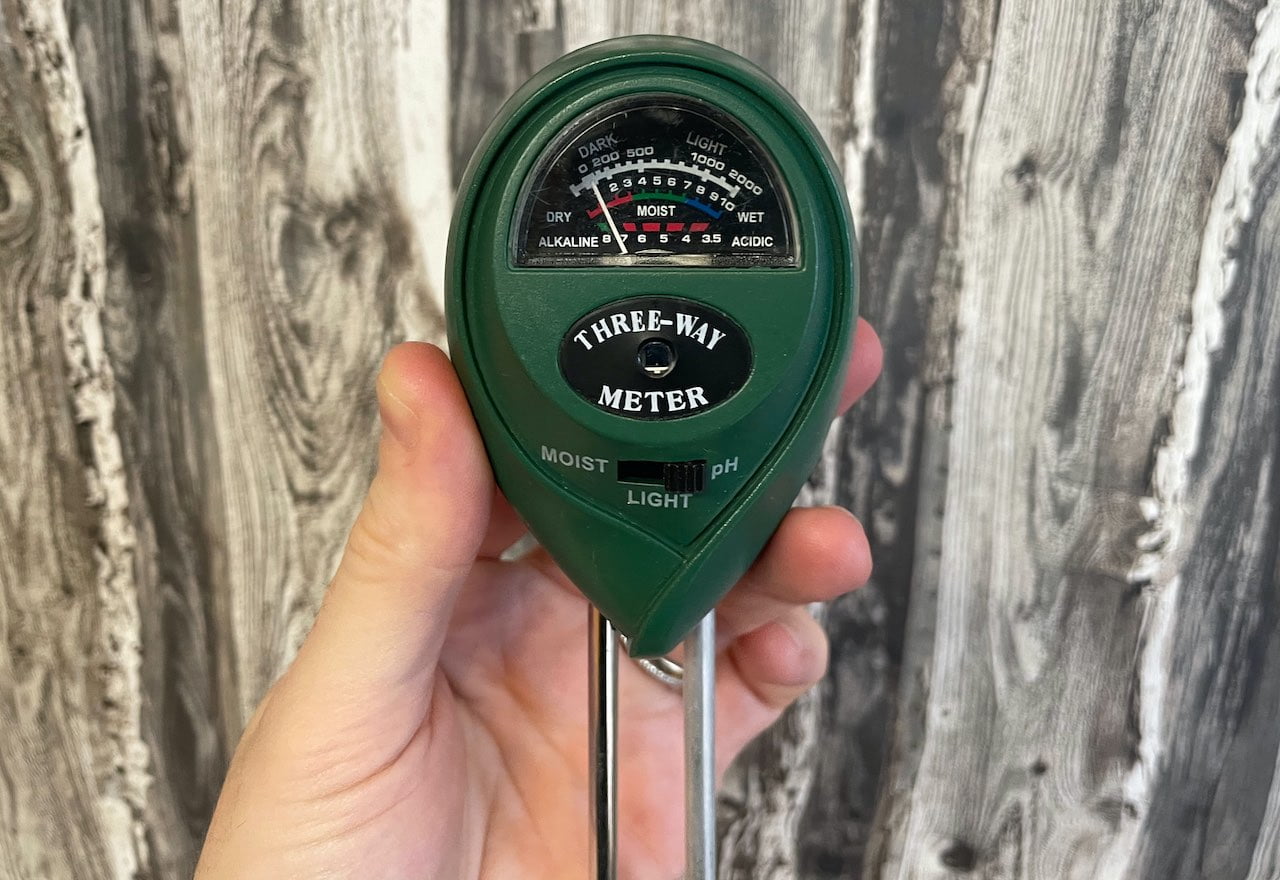 DARK LIGHT
0 200 500 1000 2000
2 3 4 5 6 7 8 9 10
DRY MOIST WET
ALKALINE 8 7 6 5 4 3.5 ACIDIC
THREE-WAY
METER
MOIST pH
LIGHT